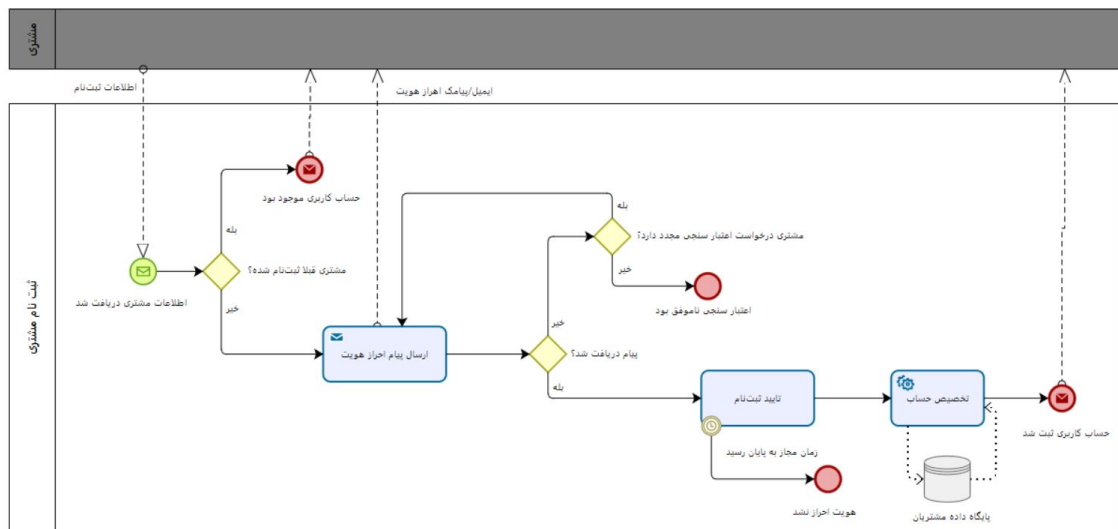 مشتری
اطلاعات ثبت‌نام
ایمیل/پیامک اهراز هویت
ثبت نام مشتری
حساب کاربری موجود بود
بله
مشتری قبلا ثبت‌نام شده؟
اطلاعات مشتری دریافت شد
خیر
ارسال پیام احراز هویت
بله
مشتری درخواست اعتبار سنجی مجدد دارد؟
خیر
اعتبار سنجی ناموفق بود
خیر
پیام دریافت شد؟
بله
تایید ثبت‌نام
تخصیص حساب
حساب کاربری ثبت شد
زمان مجاز به پایان رسید
هویت احراز نشد
پایگاه داده مشتریان